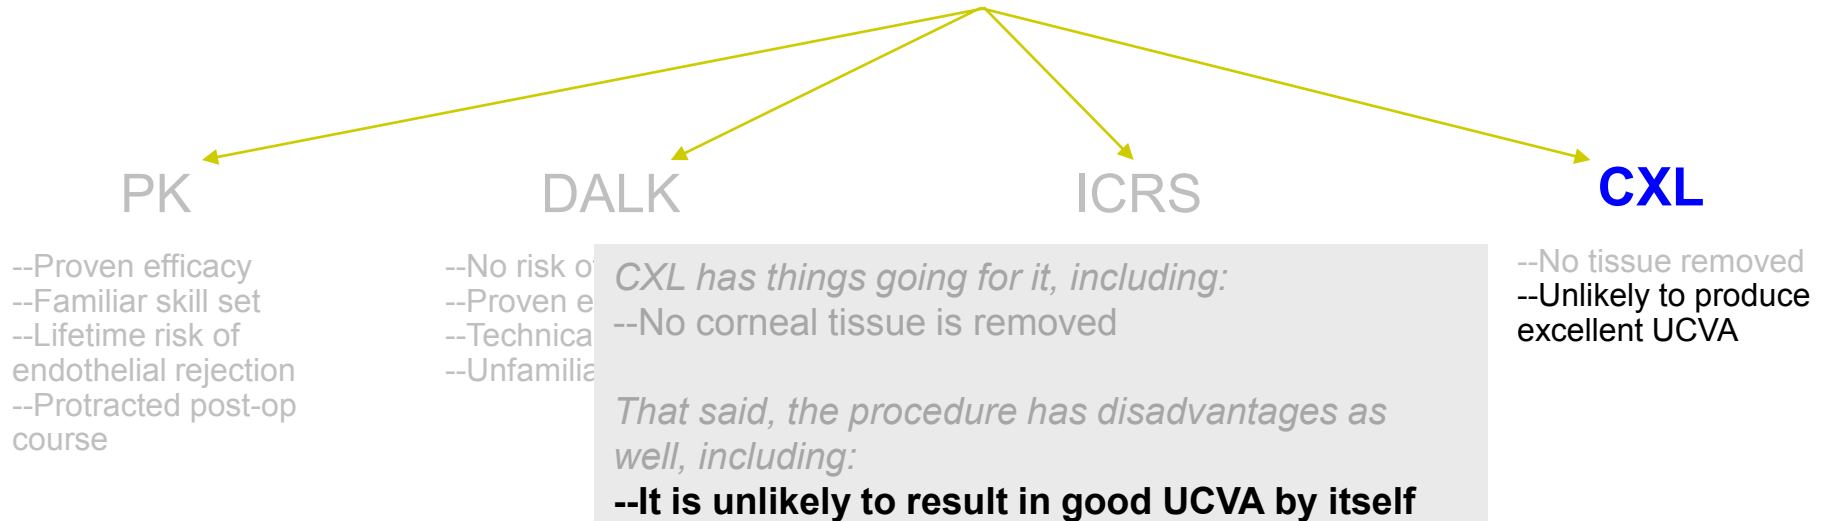 PK
DALK
ICRS
CXL
--Proven efficacy
--Familiar skill set
--Lifetime risk of
endothelial rejection
--Protracted post-op
course
--No risk
--Proven
--Technica
--Unfamilia
CXL has things going for it, including:
--No corneal tissue is removed
That said, the procedure has disadvantages as
well, including:
--It is unlikely to result in good UCVA by itself
--No tissue removed
--Unlikely to produce
excellent UCVA